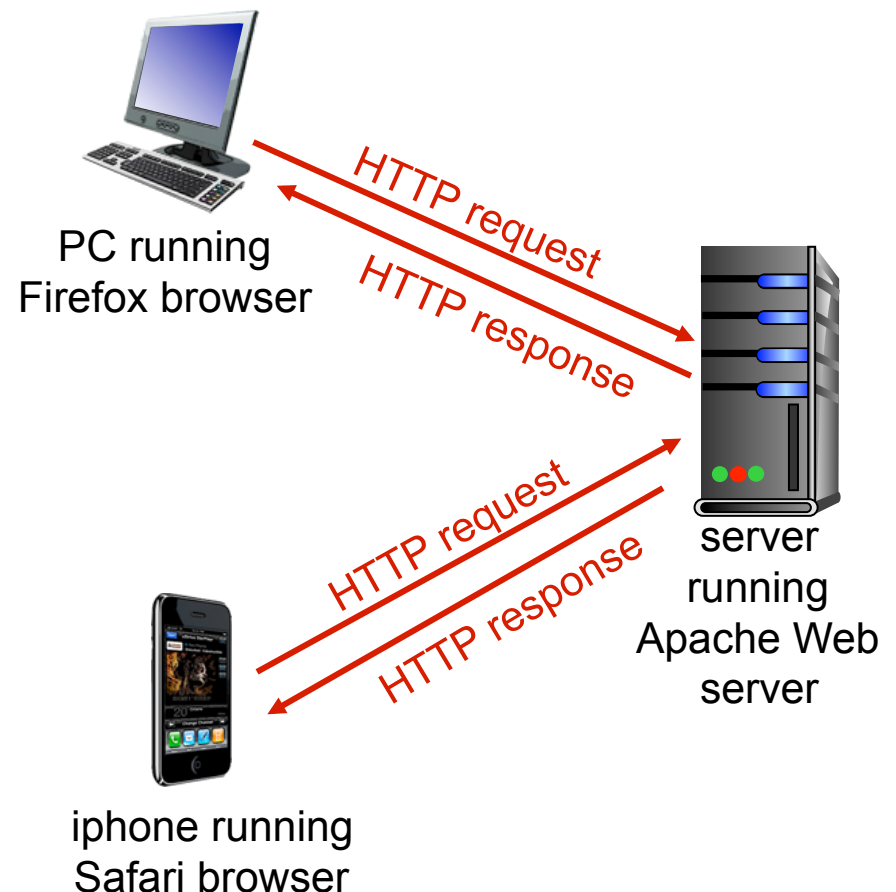 HTTP request
HTTP response
PC running
Firefox browser
HTTP request
HTTP response
server
running
Apache Web
server
iphone running
Safari browser